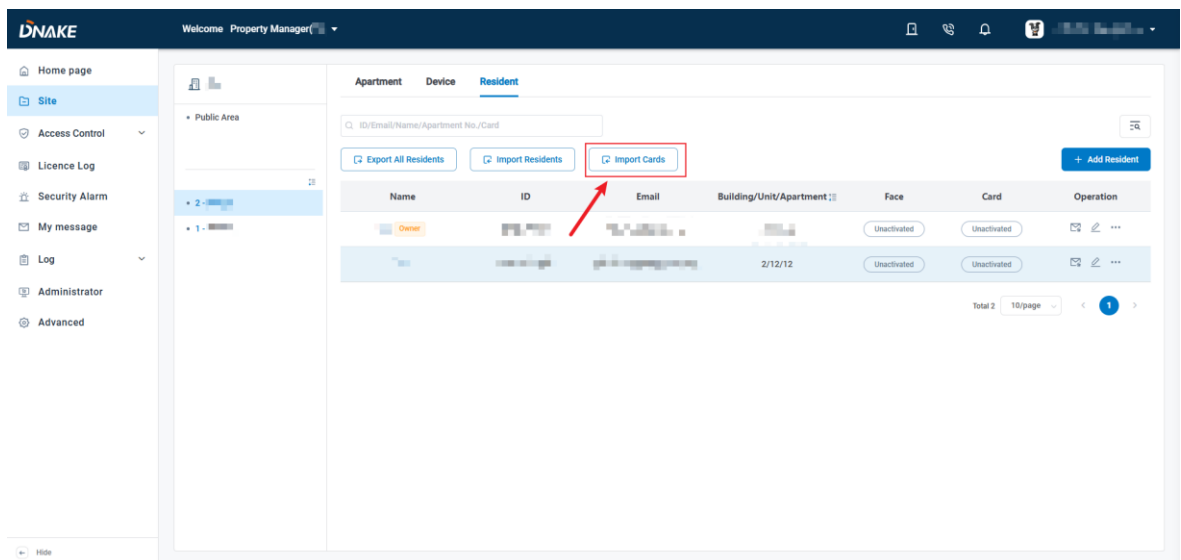 DNAKE
Welcome Property Manager(
Home page
Site
Access Control
Licence Log
Security Alarm
My message
Log
Administrator
Advanced
Hide
Public Area
2 -
1 -
Apartment Device Resident
ID/Email/Name/Apartment No./Card
Export All Residents Import Residents Import Cards + Add Resident
Name ID Email Building/Unit/Apartment Face Card Operation
Owner Unactivated Unactivated
2/12/12 Unactivated Unactivated
Total 2 10/page < 1 >